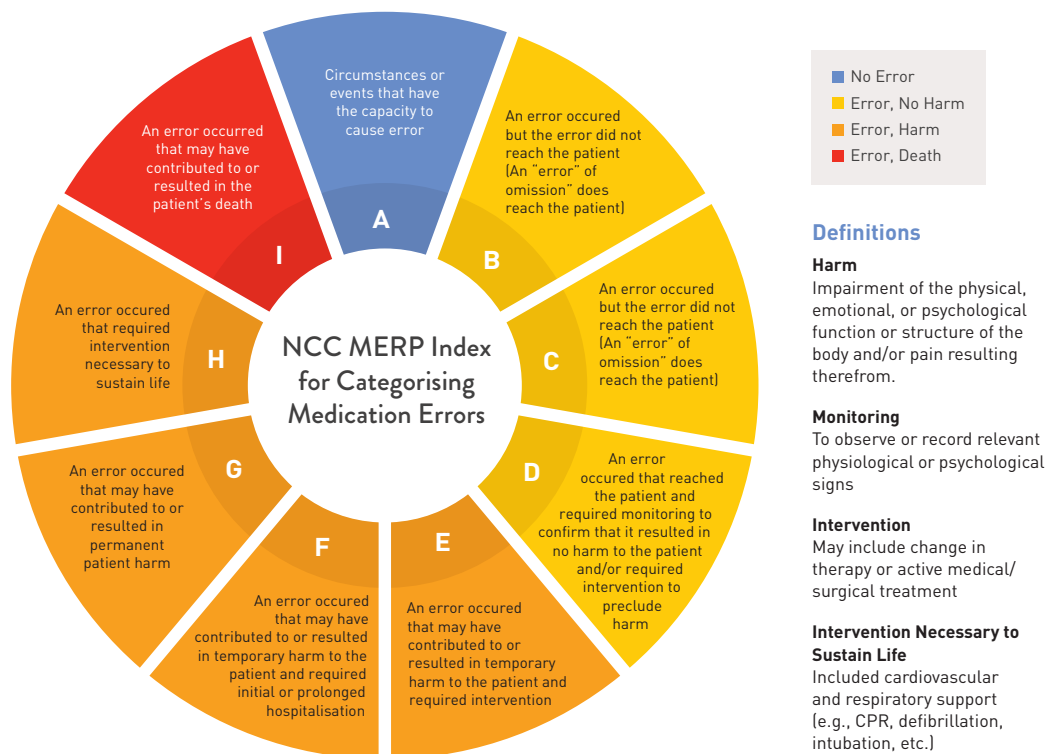 Circumstances or
events that have
the capacity to
cause error
A
An error occured
but the error did not
reach the patient
(An "error" of
omission" does
reach the patient)
B
An error occured
but the error did not
reach the patient
(An "error" of
omission" does
reach the patient)
C
An error
occured that reached
the patient and
required monitoring to
confirm that it resulted in
no harm to the patient
and/or required
intervention to
preclude
harm
D
An error occured
that may have
contributed to or
resulted in temporary
harm to the patient and
required intervention
E
An error occured
that may have
contributed to or resulted
in temporary harm to the
patient and required
initial or prolonged
hospitalisation
F
An error occured
that may have
contributed to or
resulted in
permanent
patient harm
G
An error occured
that required
intervention
necessary to
sustain life
H
An error occurred
that may have
contributed to or
resulted in the
patient's death
I
NCC MERP Index
for Categorising
Medication Errors
No Error
Error, No Harm
Error, Harm
Error, Death
Definitions
Harm
Impairment of the physical,
emotional, or psychological
function or structure of the
body and/or pain resulting
therefrom.
Monitoring
To observe or record relevant
physiological or psychological
signs
Intervention
May include change in
therapy or active medical/
surgical treatment
Intervention Necessary to
Sustain Life
Included cardiovascular
and respiratory support
(e.g., CPR, defibrillation,
intubation, etc.)